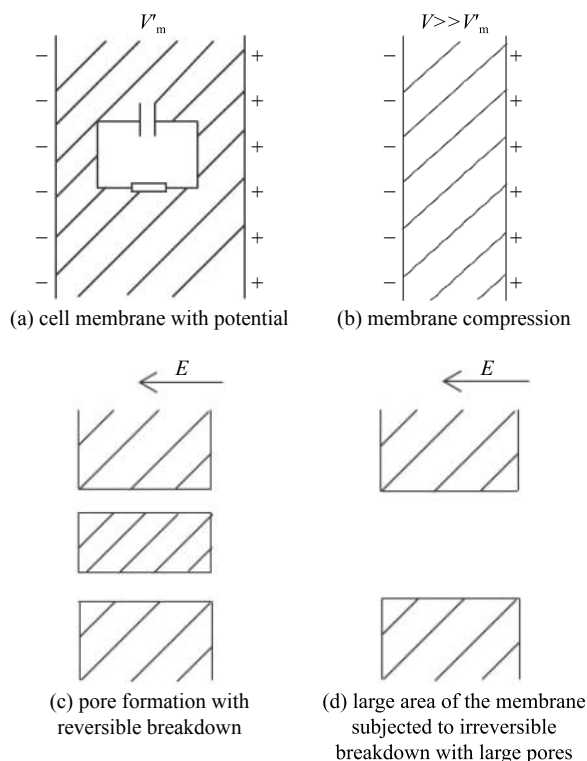 V'm
V>>V'm
− + − +
− + − +
− + − +
− + − +
− + − +
− + − +
(a) cell membrane with potential
(b) membrane compression
E
E
(c) pore formation with
reversible breakdown
(d) large area of the membrane
subjected to irreversible
breakdown with large pores